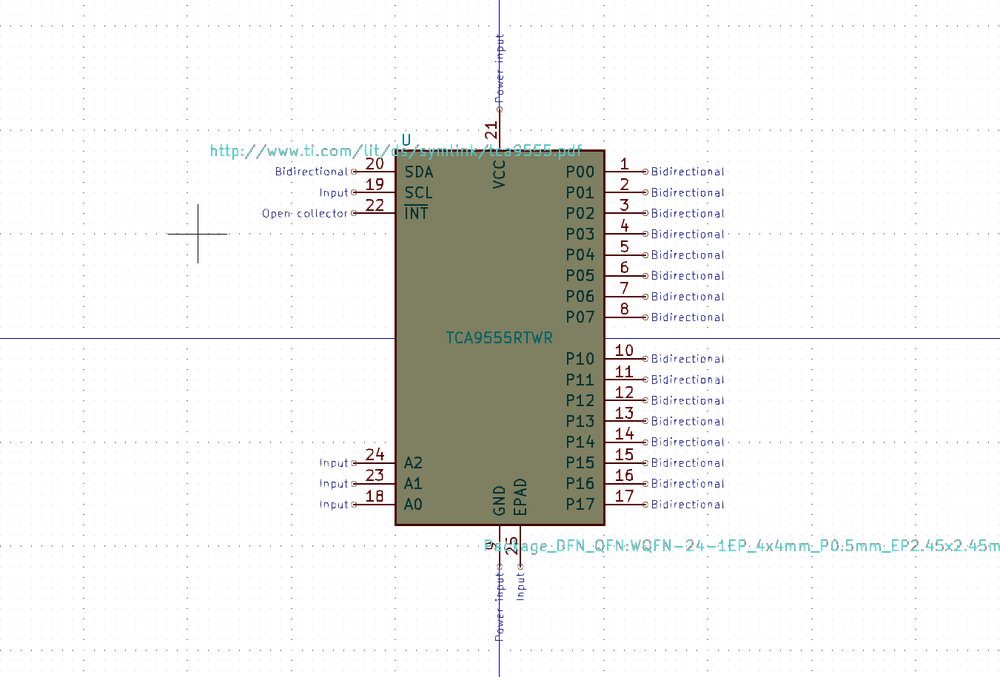 Power input
21
U
http://www.ti.com/lit/ds/symlink/tca9555.pdf
VCC
Bidirectional 20 SDA P00 1 Bidirectional
Input 19 SCL P01 2 Bidirectional
Open collector 22 INT P02 3 Bidirectional
P03 4 Bidirectional
P04 5 Bidirectional
P05 6 Bidirectional
P06 7 Bidirectional
P07 8 Bidirectional
TCA9555RTWR
P10 10 Bidirectional
P11 11 Bidirectional
P12 12 Bidirectional
P13 13 Bidirectional
P14 14 Bidirectional
Input 24 A2 P15 15 Bidirectional
Input 23 A1 P16 16 Bidirectional
Input 18 A0 P17 17 Bidirectional
GND EPAD
9 25
Package_DFN_QFN:WQFN-24-1EP_4x4mm_P0.5mm_EP2.45x2.45m
Power input Input